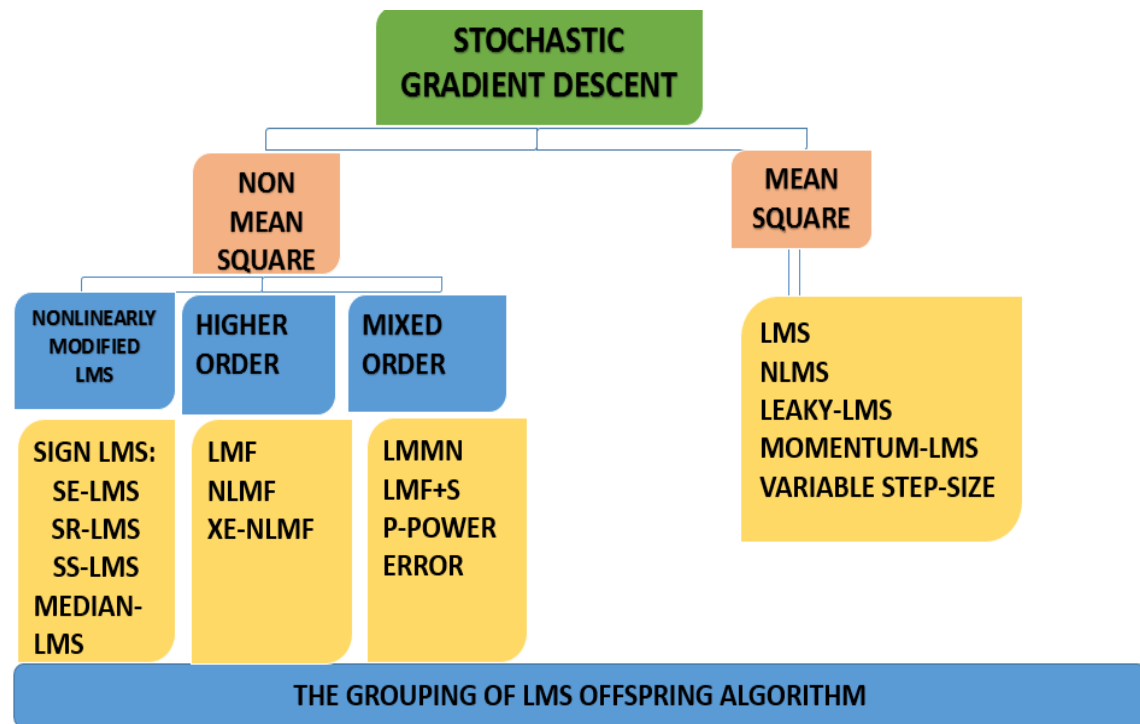 STOCHASTIC
GRADIENT DESCENT
NON
MEAN
SQUARE
MEAN
SQUARE
NONLINEARLY
MODIFIED
LMS
HIGHER
ORDER
MIXED
ORDER
SIGN LMS:
SE-LMS
SR-LMS
SS-LMS
MEDIAN-
LMS
LMF
NLMF
XE-NLMF
LMMN
LMF+S
P-POWER
ERROR
LMS
NLMS
LEAKY-LMS
MOMENTUM-LMS
VARIABLE STEP-SIZE
THE GROUPING OF LMS OFFSPRING ALGORITHM